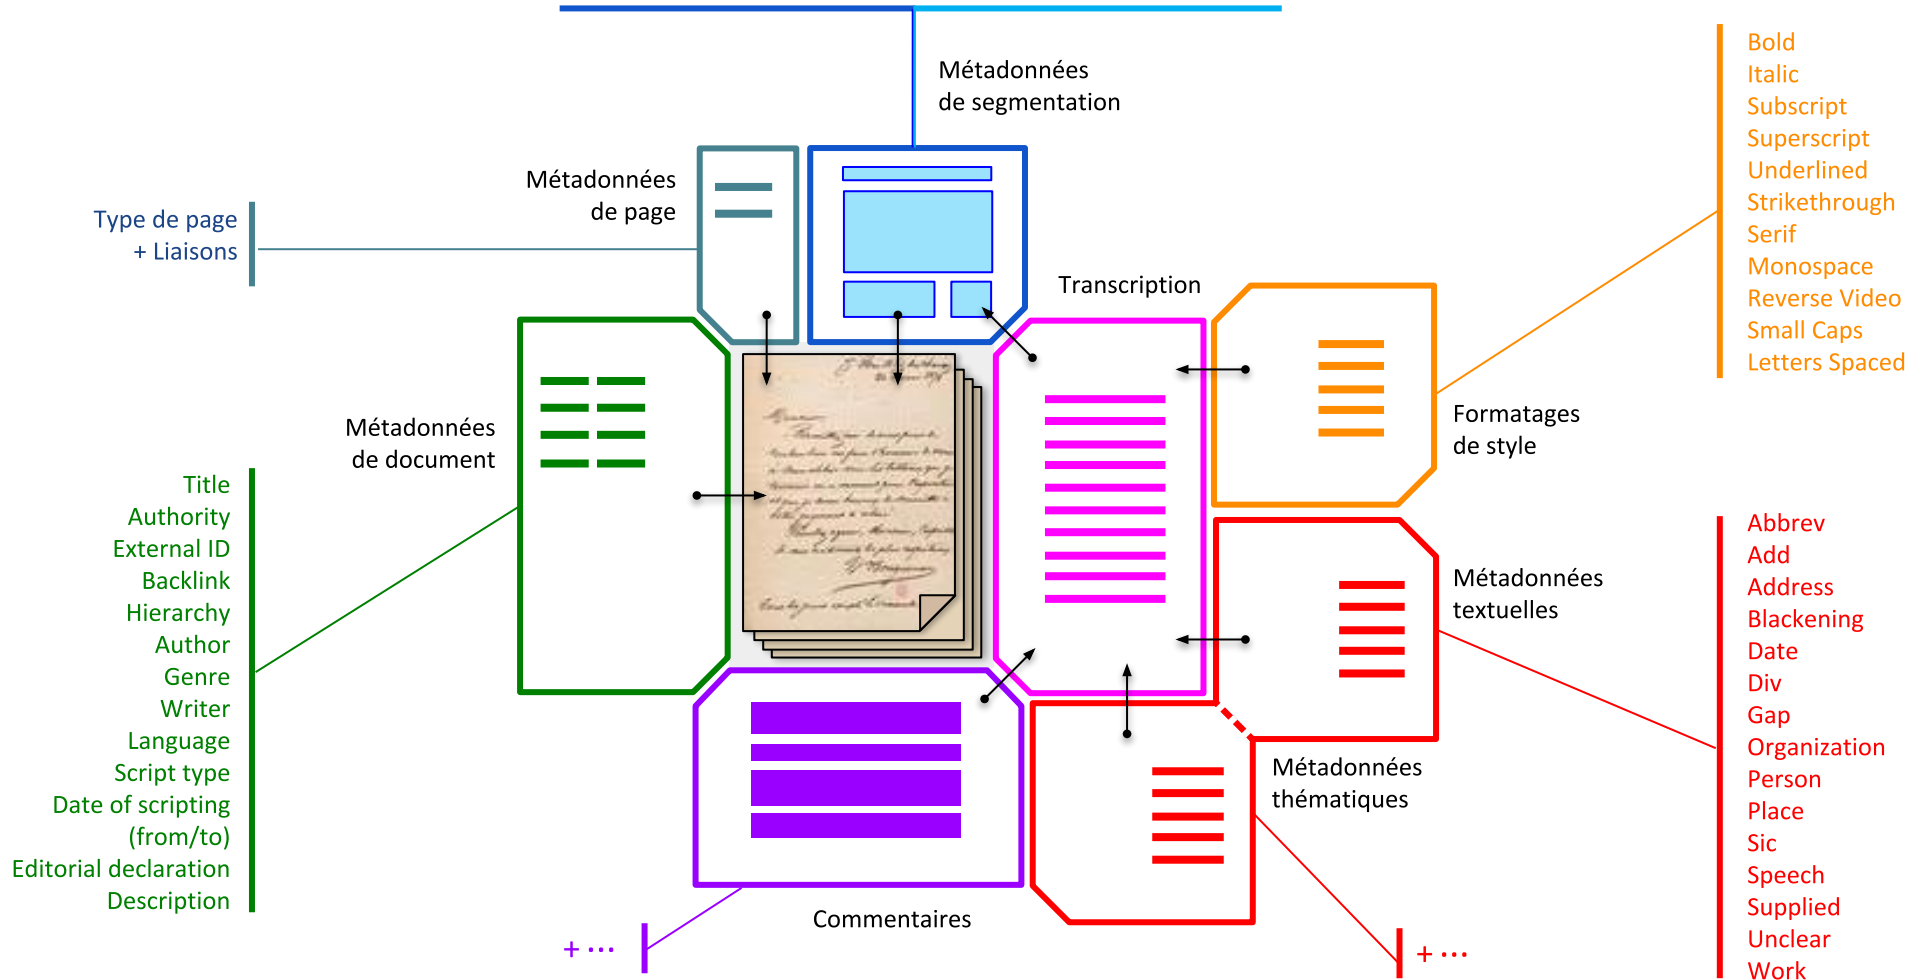 Métadonnées
de segmentation
Métadonnées
de page
Type de page
+ Liaisons
Transcription
Bold
Italic
Subscript
Superscript
Underlined
Strikethrough
Serif
Monospace
Reverse Video
Small Caps
Letters Spaced
Formatages
de style
Métadonnées
de document
Title
Authority
External ID
Backlink
Hierarchy
Author
Genre
Writer
Language
Script type
Date of scripting
(from/to)
Editorial declaration
Description
Métadonnées
textuelles
Abbrev
Add
Address
Blackening
Date
Div
Gap
Organization
Person
Place
Sic
Speech
Supplied
Unclear
Work
Métadonnées
thématiques
+ ...
Commentaires
+ ...